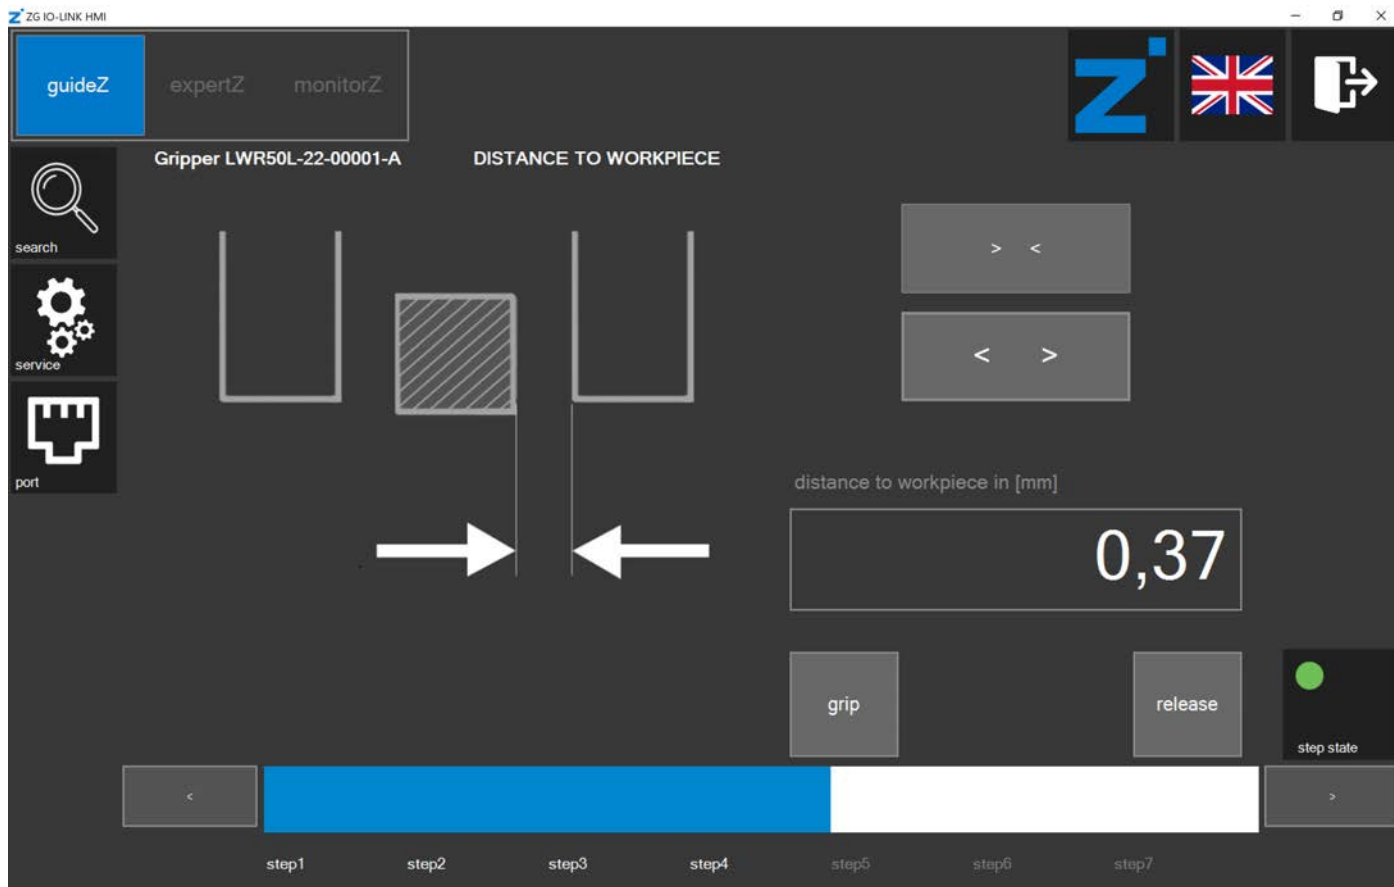 ZG IO-LINK HMI
guideZ expertZ monitorZ
Gripper LWR50L-22-00001-A DISTANCE TO WORKPIECE
search
> <
service
< >
port
distance to workpiece in [mm]
0,37
grip release
step state
< >
step1 step2 step3 step4 step5 step6 step7